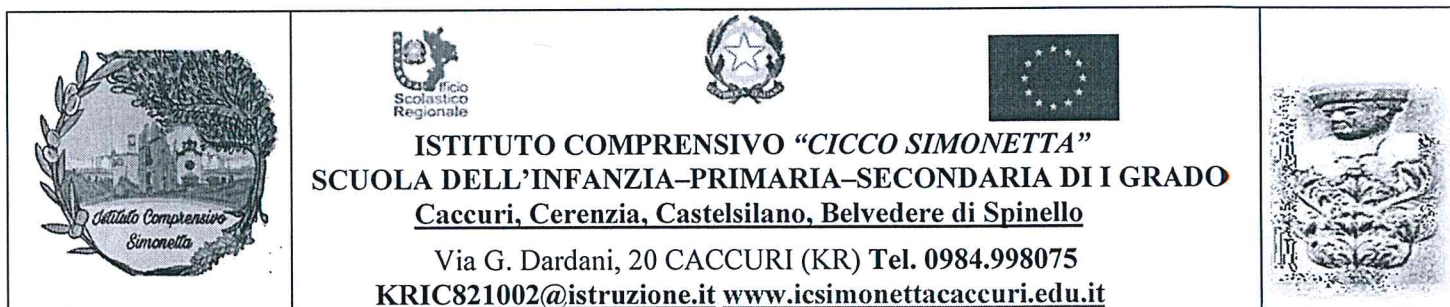 Istituto Comprensivo
Simonetta
Ufficio
Scolastico
Regionale
ISTITUTO COMPRENSIVO “CICCO SIMONETTA”
SCUOLA DELL’INFANZIA–PRIMARIA–SECONDARIA DI I GRADO
Caccuri, Cerenzia, Castelsilano, Belvedere di Spinello
Via G. Dardani, 20 CACCURI (KR) Tel. 0984.998075
KRIC821002@istruzione.it www.icsimonettacaccuri.edu.it